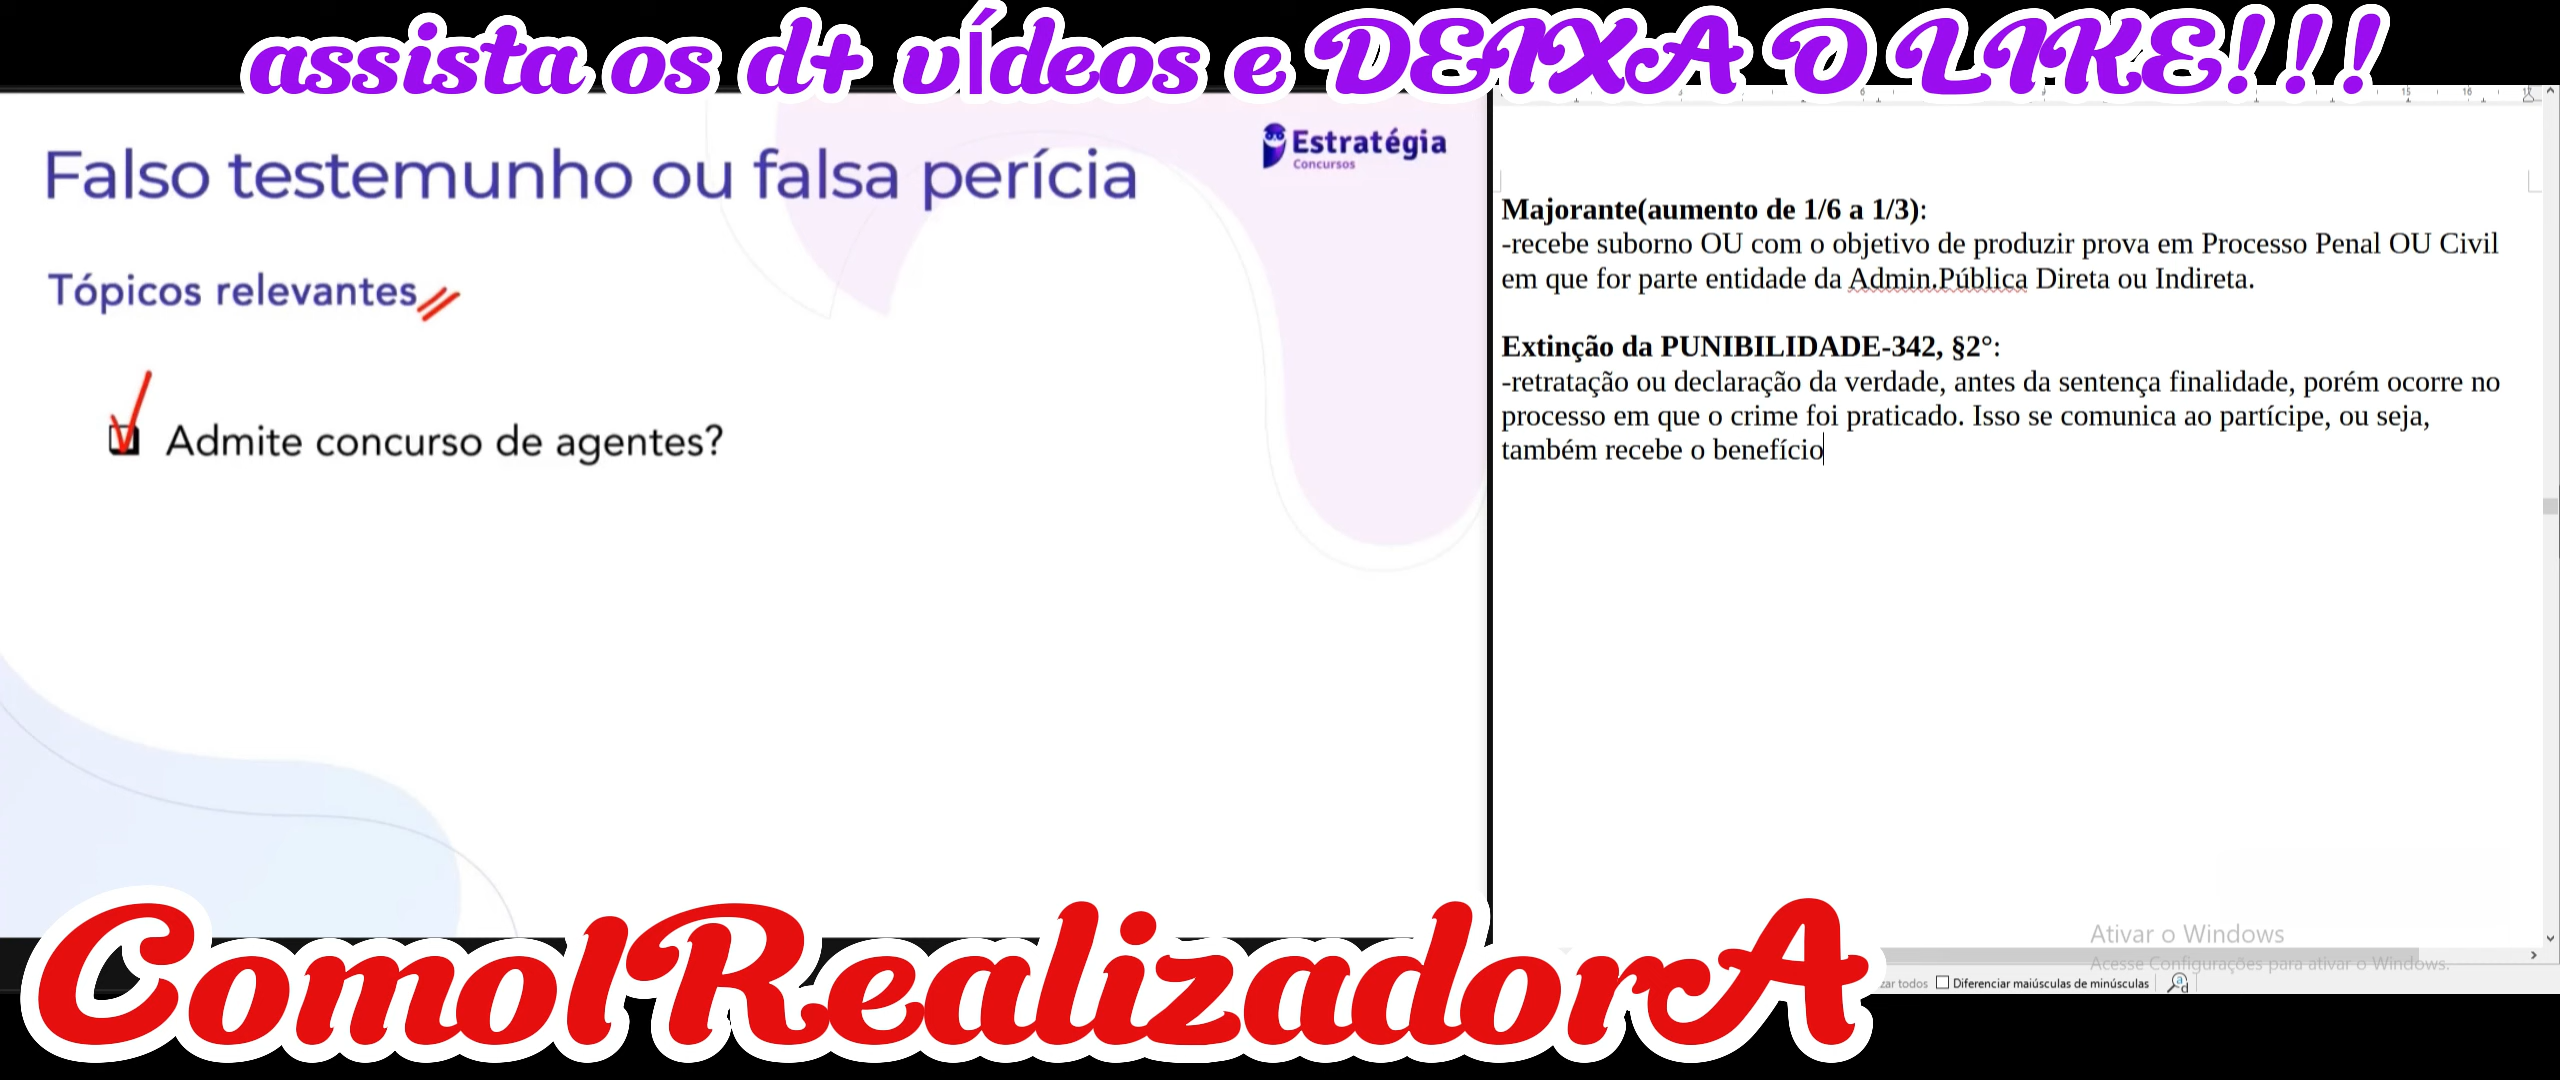 assista os d+ vÍdeos e DEIXA O LIKE!!!
Falso testemunho ou falsa perícia
Estratégia
Concursos
Tópicos relevantes
Admite concurso de agentes?
15
16
Majorante(aumento de 1/6 a 1/3):
-recebe suborno OU com o objetivo de produzir prova em Processo Penal OU Civil
em que for parte entidade da Admin.Pública Direta ou Indireta.
Extinção da PUNIBILIDADE-342, §2°:
-retratação ou declaração da verdade, antes da sentença finalidade, porém ocorre no
processo em que o crime foi praticado. Isso se comunica ao partícipe, ou seja,
também recebe o benefício
Ativar o Windows
Acesse Configurações para ativar o Windows.
zar todos Diferenciar maiúsculas de minúsculas
ComoIRealizadorA